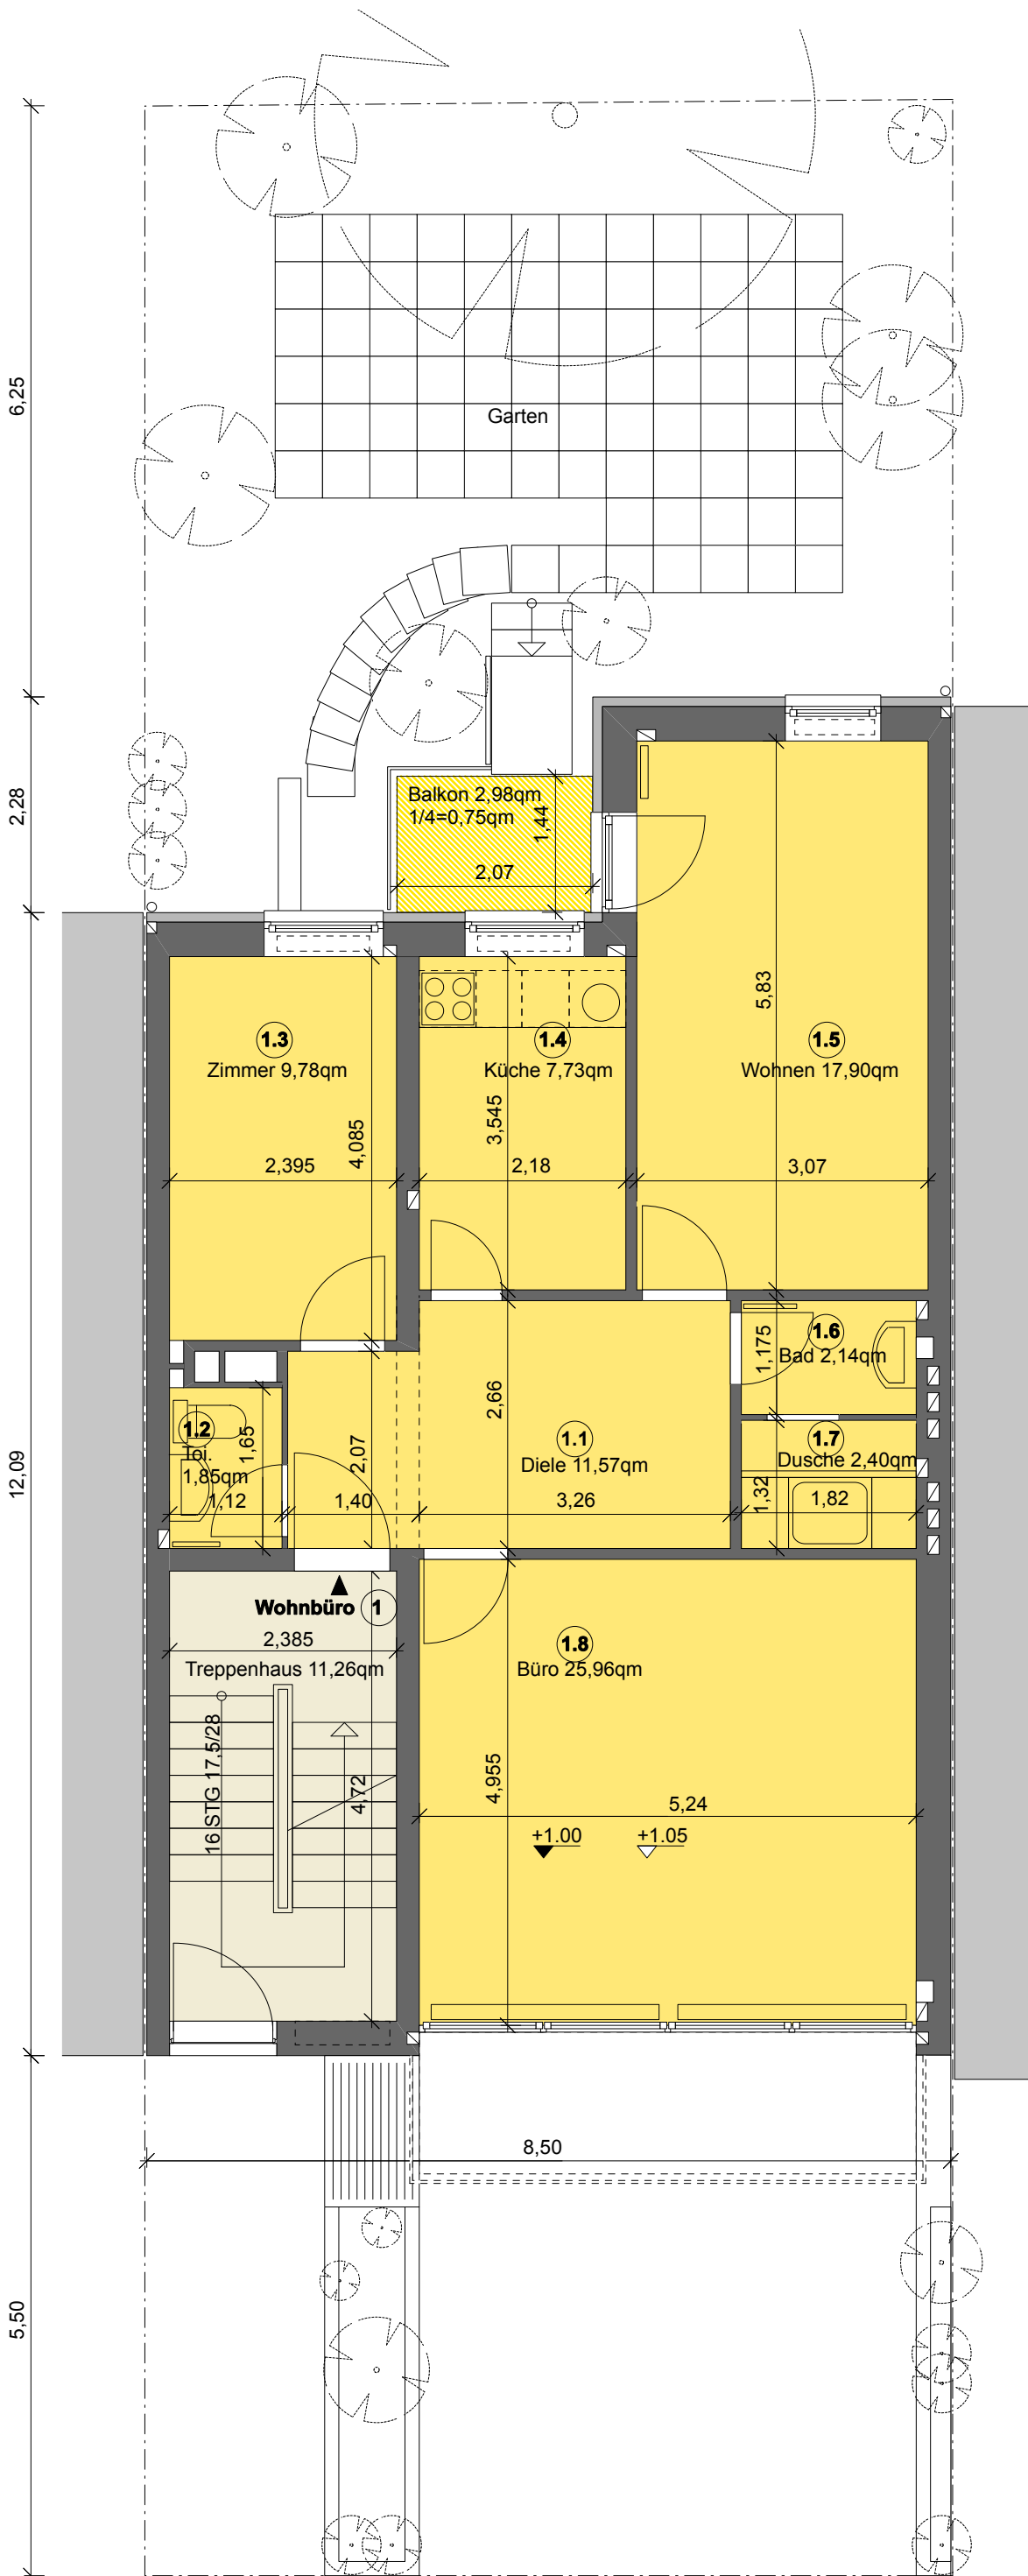 6,25
Garten
2,28
Balkon 2,98qm
1/4=0,75qm
1,44
2,07
5,83
1.3
Zimmer 9,78qm
1.4
Küche 7,73qm
1.5
Wohnen 17,90qm
4,085
3,545
2,395
2,18
3,07
1.6
Bad 2,14qm
1,175
2,66
1.2
Toi.
1,85qm
1,65
1,12
2,07
1,40
1.1
Diele 11,57qm
3,26
1.7
Dusche 2,40qm
1,32
1,82
12,09
Wohnbüro 1
2,385
Treppenhaus 11,26qm
1.8
Büro 25,96qm
16 STG 17,5/28
4,72
4,955
5,24
+1.00
+1.05
8,50
5,50